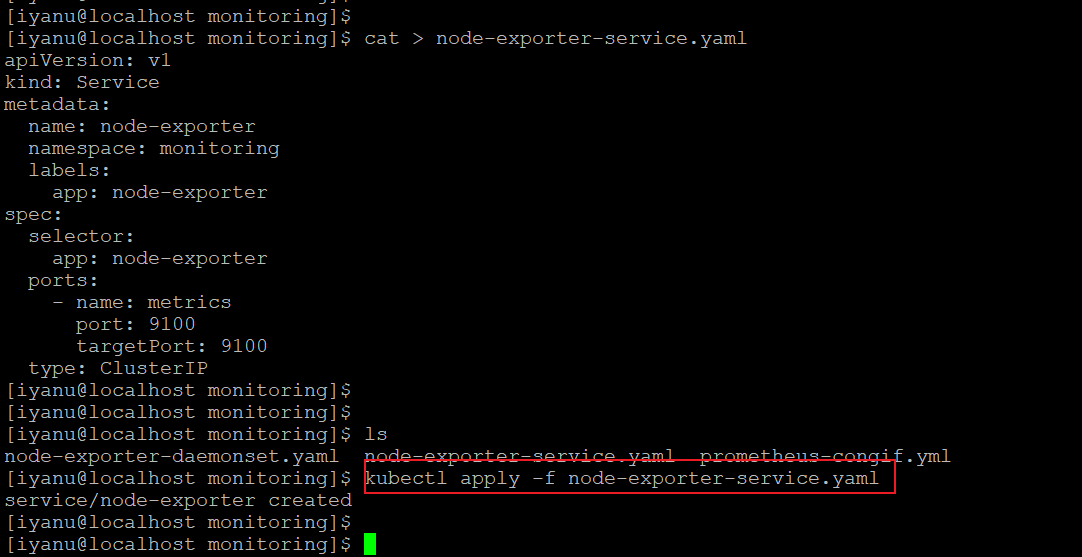 [iyanu@localhost monitoring]$
[iyanu@localhost monitoring]$ cat > node-exporter-service.yaml
apiVersion: v1
kind: Service
metadata:
  name: node-exporter
  namespace: monitoring
  labels:
    app: node-exporter
spec:
  selector:
    app: node-exporter
  ports:
    - name: metrics
      port: 9100
      targetPort: 9100
  type: ClusterIP
[iyanu@localhost monitoring]$
[iyanu@localhost monitoring]$
[iyanu@localhost monitoring]$ ls
node-exporter-daemonset.yaml  node-exporter-service.yaml  prometheus-congif.yml
[iyanu@localhost monitoring]$ kubectl apply -f node-exporter-service.yaml
service/node-exporter created
[iyanu@localhost monitoring]$
[iyanu@localhost monitoring]$